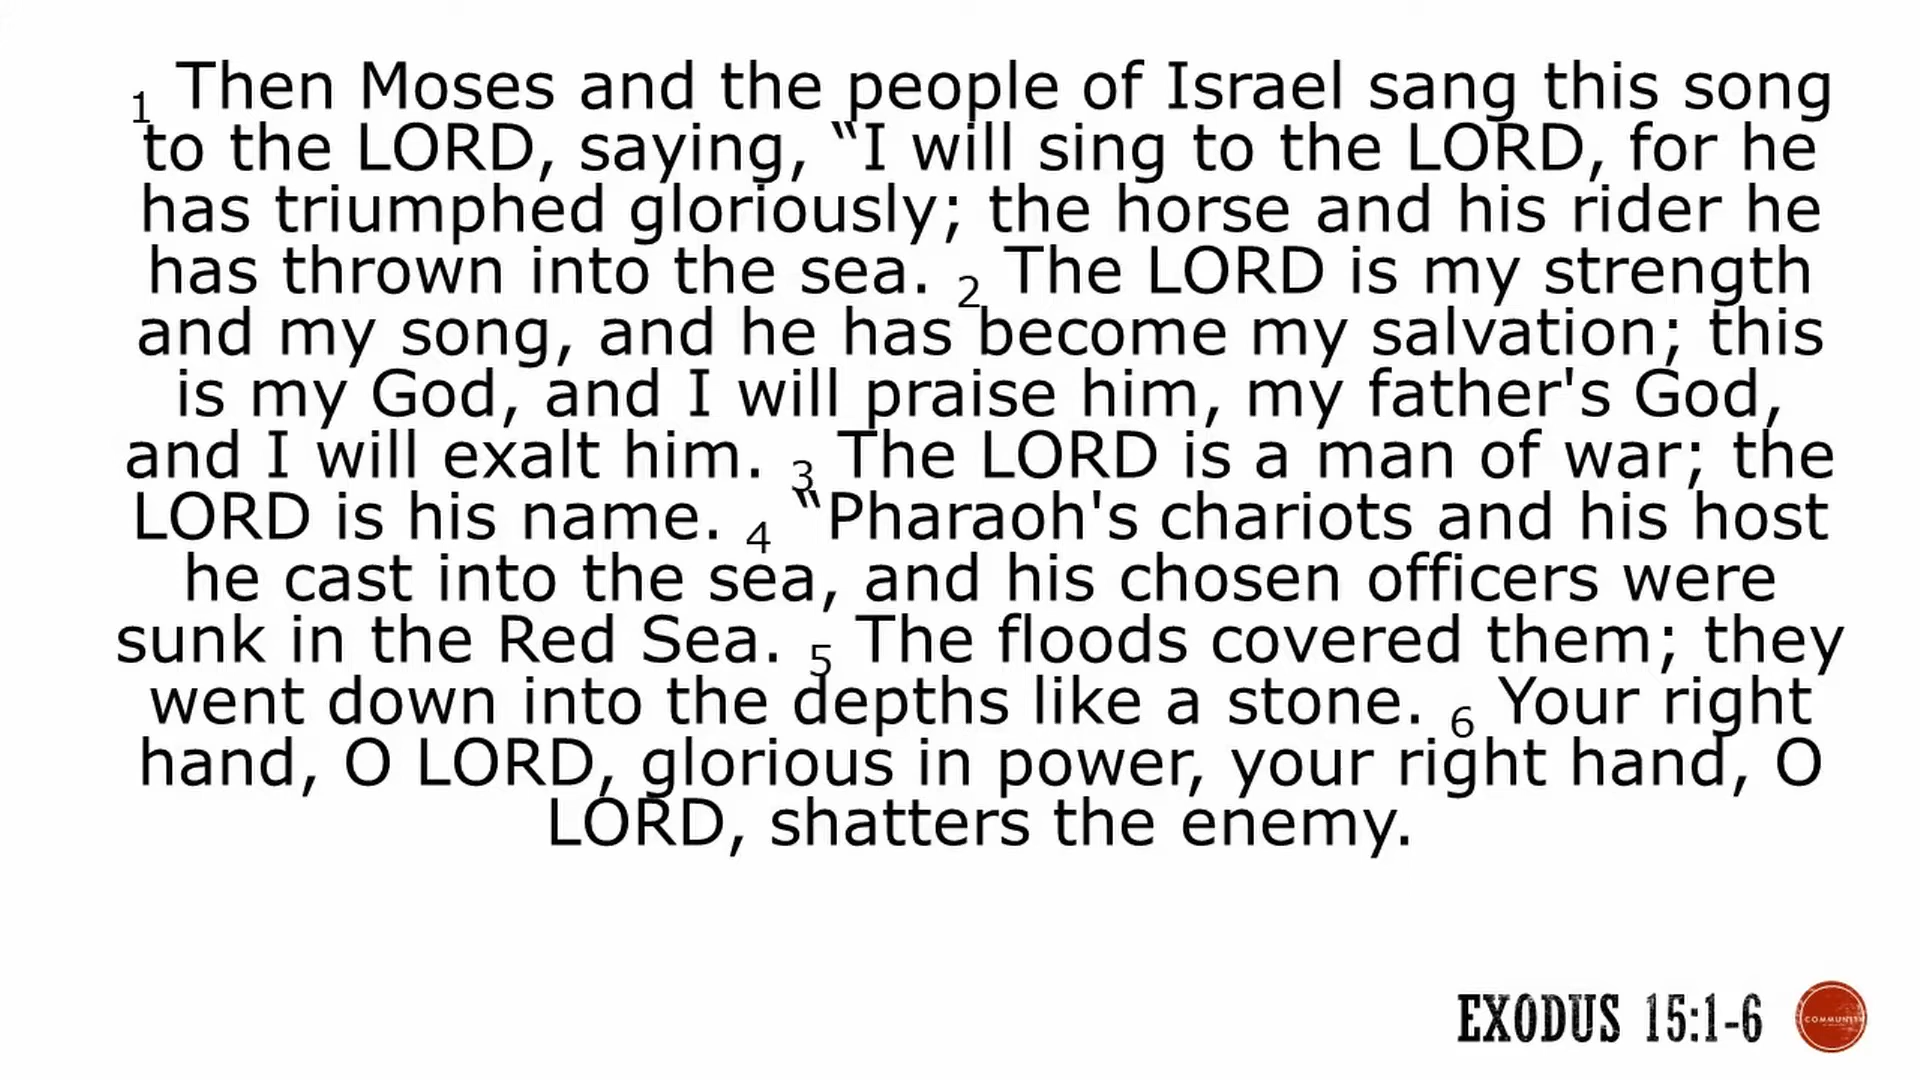 1 Then Moses and the people of Israel sang this song
to the LORD, saying, “I will sing to the LORD, for he
has triumphed gloriously; the horse and his rider he
has thrown into the sea. 2 The LORD is my strength
and my song, and he has become my salvation; this
is my God, and I will praise him, my father's God,
and I will exalt him. 3 The LORD is a man of war; the
LORD is his name. 4 “Pharaoh's chariots and his host
he cast into the sea, and his chosen officers were
sunk in the Red Sea. 5 The floods covered them; they
went down into the depths like a stone. 6 Your right
hand, O LORD, glorious in power, your right hand, O
LORD, shatters the enemy.
EXODUS 15:1-6
COMMUNITY